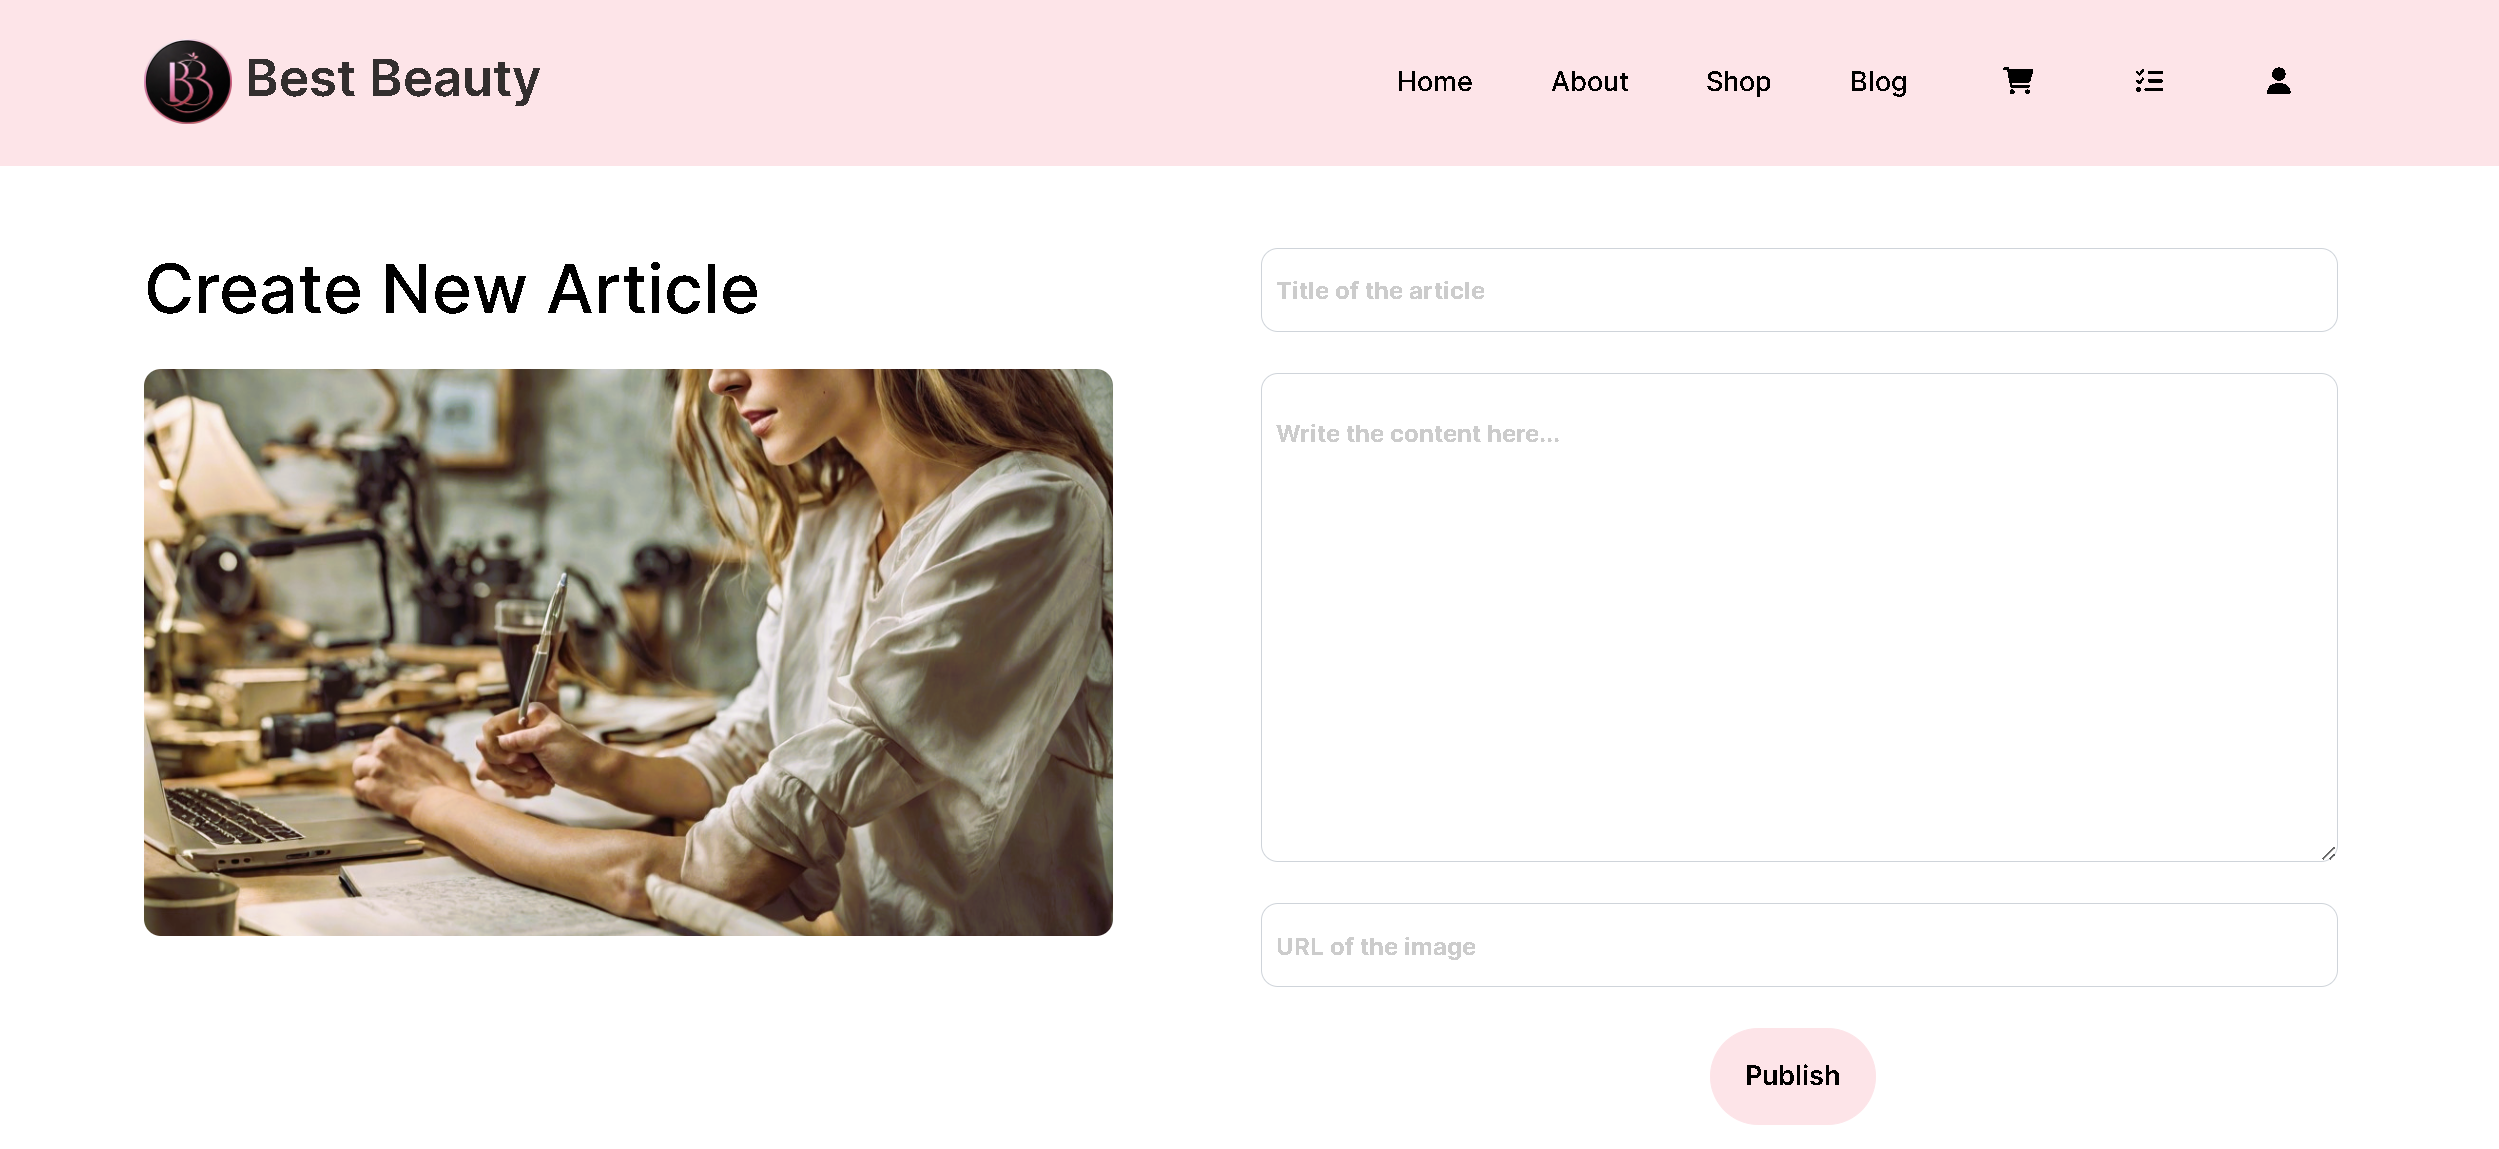 BB Best Beauty
Home About Shop Blog
Create New Article
Title of the article
Write the content here...
URL of the image
Publish